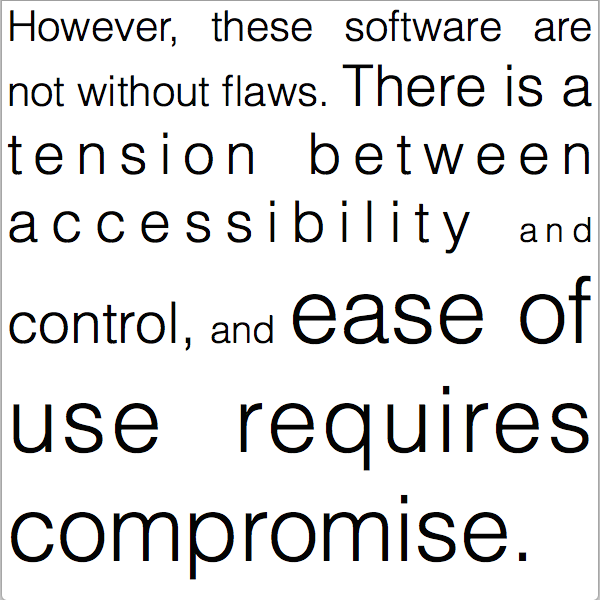 However, these software are
not without flaws. There is a
tension between
accessibility and
control, and ease of
use requires
compromise.